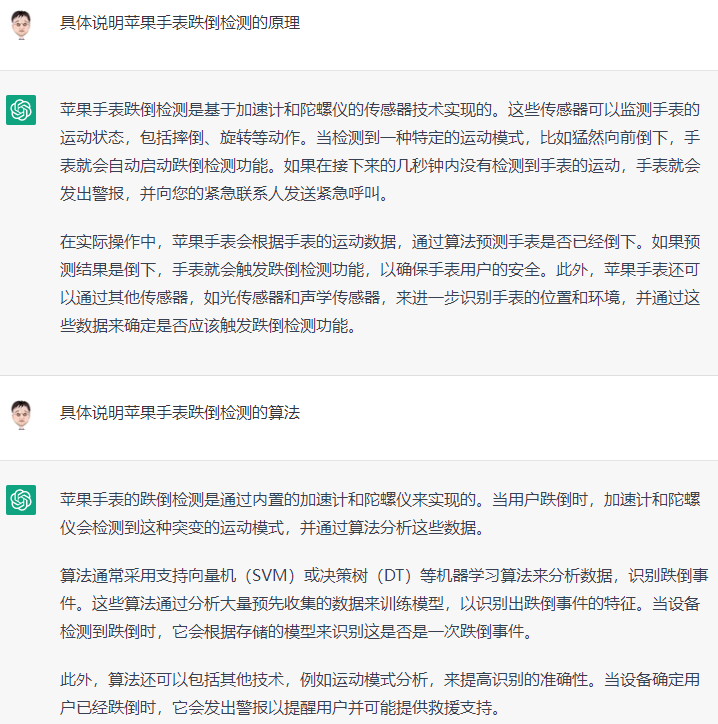 具体说明苹果手表跌倒检测的原理
苹果手表跌倒检测是基于加速计和陀螺仪的传感器技术实现的。这些传感器可以监测手表的
运动状态，包括摔倒、旋转等动作。当检测到一种特定的运动模式，比如猛然向前倒下，手
表就会自动启动跌倒检测功能。如果在接下来的几秒钟内没有检测到手表的运动，手表就会
发出警报，并向您的紧急联系人发送紧急呼叫。
在实际操作中，苹果手表会根据手表的运动数据，通过算法预测手表是否已经倒下。如果预
测结果是倒下，手表就会触发跌倒检测功能，以确保手表用户的安全。此外，苹果手表还可
以通过其他传感器，如光传感器和声学传感器，来进一步识别手表的位置和环境，并通过这
些数据来确定是否应该触发跌倒检测功能。
具体说明苹果手表跌倒检测的算法
苹果手表的跌倒检测是通过内置的加速计和陀螺仪来实现的。当用户跌倒时，加速计和陀螺
仪会检测到这种突变的运动模式，并通过算法分析这些数据。
算法通常采用支持向量机（SVM）或决策树（DT）等机器学习算法来分析数据，识别跌倒事
件。这些算法通过分析大量预先收集的数据来训练模型，以识别出跌倒事件的特征。当设备
检测到跌倒时，它会根据存储的模型来识别这是否是一次跌倒事件。
此外，算法还可以包括其他技术，例如运动模式分析，来提高识别的准确性。当设备确定用
户已经跌倒时，它会发出警报以提醒用户并可能提供救援支持。